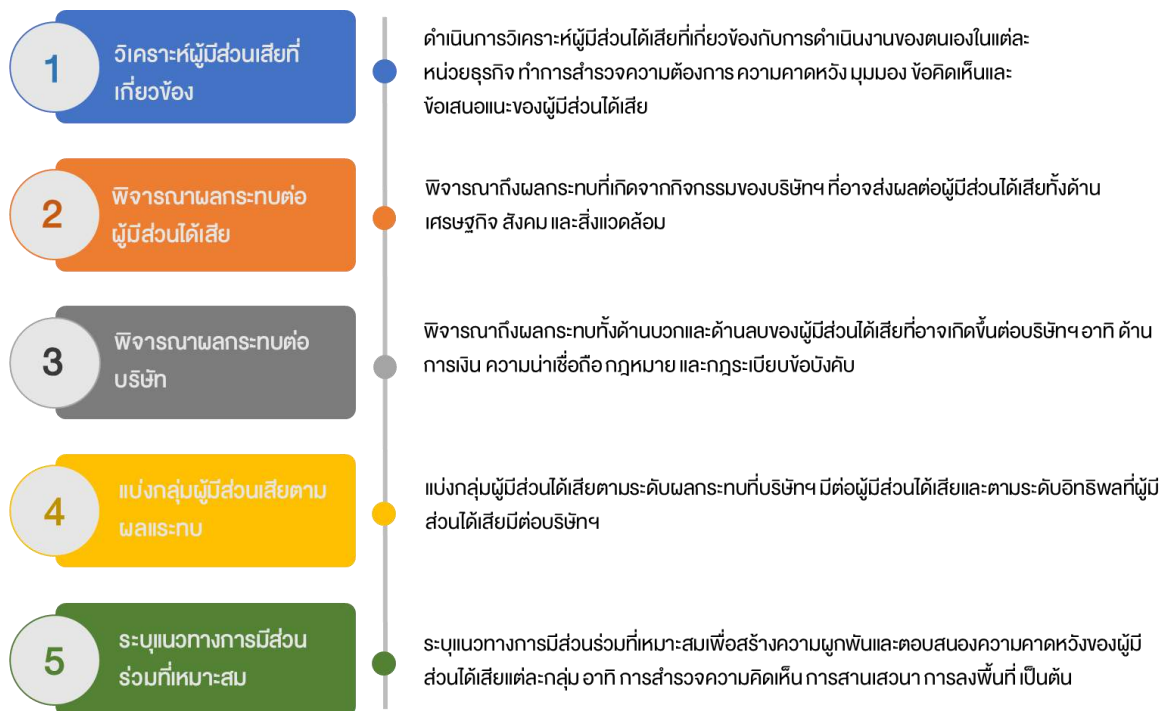 1
วิเคราะห์ผู้มีส่วนเสียที่
เกี่ยวข้อง
ดำเนินการวิเคราะห์ผู้มีส่วนได้เสียที่เกี่ยวข้องกับการดำเนินงานของตนเองในแต่ละ
หน่วยธุรกิจ ทำการสำรวจความต้องการ ความคาดหวัง มุมมอง ข้อคิดเห็นและ
ข้อเสนอแนะของผู้มีส่วนได้เสีย
2
พิจารณาผลกระทบต่อ
ผู้มีส่วนได้เสีย
พิจารณาถึงผลกระทบที่เกิดจากกิจกรรมของบริษัทฯ ที่อาจส่งผลต่อผู้มีส่วนได้เสียทั้งด้าน
เศรษฐกิจ สังคม และสิ่งแวดล้อม
3
พิจารณาผลกระทบต่อ
บริษัท
พิจารณาถึงผลกระทบทั้งด้านบวกและด้านลบของผู้มีส่วนได้เสียที่อาจเกิดขึ้นต่อบริษัทฯ อาทิ ด้าน
การเงิน ความน่าเชื่อถือ กฎหมาย และกฎระเบียบข้อบังคับ
4
แบ่งกลุ่มผู้มีส่วนเสียตาม
ผลแระทบ
แบ่งกลุ่มผู้มีส่วนได้เสียตามระดับผลกระทบที่บริษัทฯ มีต่อผู้มีส่วนได้เสียและตามระดับอิทธิพลที่ผู้มี
ส่วนได้เสียมีต่อบริษัทฯ
5
ระบุแนวทางการมีส่วน
ร่วมที่เหมาะสม
ระบุแนวทางการมีส่วนร่วมที่เหมาะสมเพื่อสร้างความผูกพันและตอบสนองความคาดหวังของผู้มี
ส่วนได้เสียแต่ละกลุ่ม อาทิ การสำรวจความคิดเห็น การสานเสวนา การลงพื้นที่ เป็นต้น